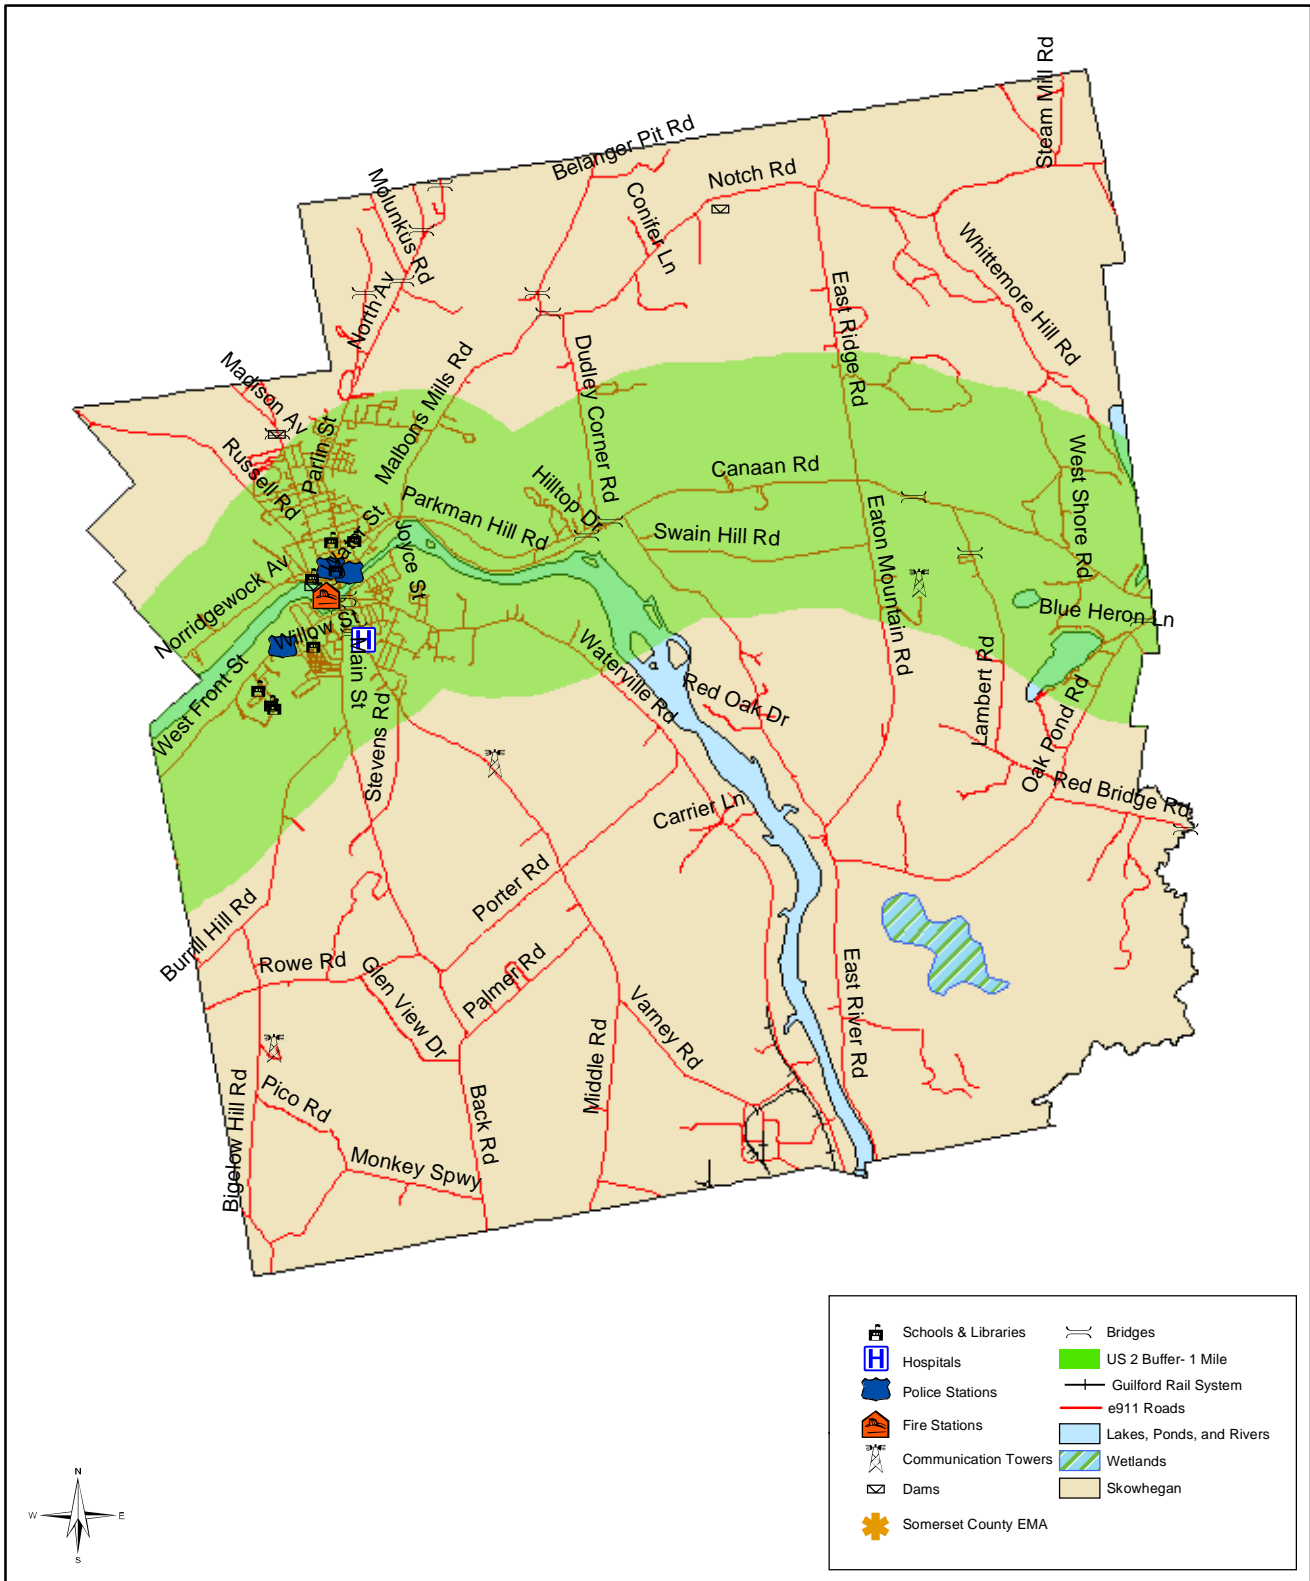 Steam Mill Rd
Belanger Pit Rd
Notch Rd
Molunkus Rd
Conifer Ln
Whittemore Hill Rd
North Av
East Ridge Rd
Madison Av
Malbons Mills Rd
Dudley Corner Rd
Parlin St
Russell Rd
Canaan Rd
West Shore Rd
Hilltop Dr
Parkman Hill Rd
Swain Hill Rd
Water St
Joyce St
Eaton Mountain Rd
Norridgewock Av
Blue Heron Ln
Willow St
Main St
West Front St
Waterville Rd
Red Oak Dr
Lambert Rd
Oak Pond Rd
Stevens Rd
Red Bridge Rd
Carrier Ln
Porter Rd
Burrill Hill Rd
Rowe Rd
Glen View Dr
Palmer Rd
Varney Rd
East River Rd
Middle Rd
Bigelow Hill Rd
Pico Rd
Back Rd
Monkey Spwy
Schools & Libraries
Hospitals
Police Stations
Fire Stations
Communication Towers
Dams
Somerset County EMA
Bridges
US 2 Buffer- 1 Mile
Guilford Rail System
e911 Roads
Lakes, Ponds, and Rivers
Wetlands
Skowhegan
H
H
N
W
E
S